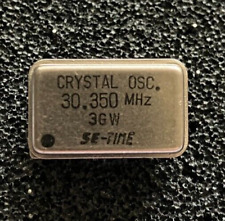 CRYSTAL OSC.
30.350 MHz
3GW
SE-TIME